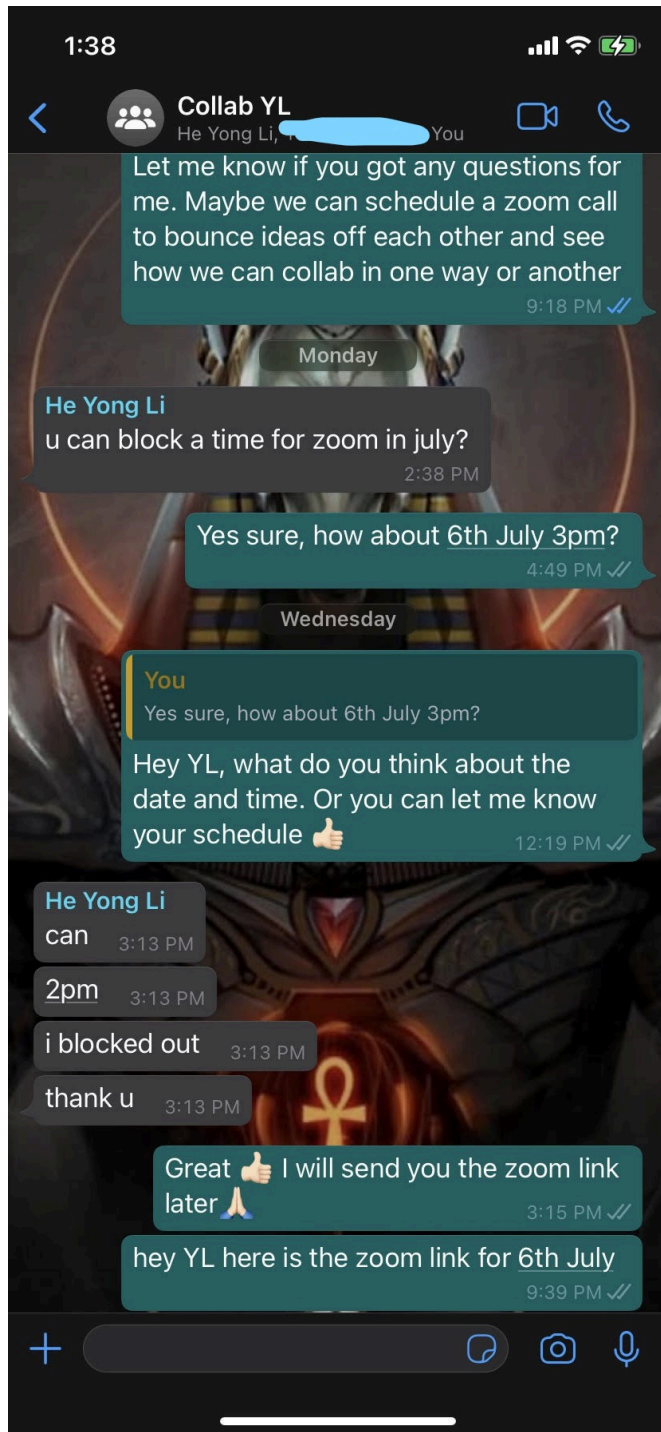 1:38
Collab YL
He Yong Li, You
Let me know if you got any questions for
me. Maybe we can schedule a zoom call
to bounce ideas off each other and see
how we can collab in one way or another
9:18 PM
Monday
He Yong Li
u can block a time for zoom in july?
2:38 PM
Yes sure, how about 6th July 3pm?
4:49 PM
Wednesday
You
Yes sure, how about 6th July 3pm?
Hey YL, what do you think about the
date and time. Or you can let me know
your schedule 👍🏻 12:19 PM
He Yong Li
can 3:13 PM
2pm 3:13 PM
i blocked out 3:13 PM
thank u 3:13 PM
Great 👍🏻 I will send you the zoom link
later 🙏🏻 3:15 PM
hey YL here is the zoom link for 6th July
9:39 PM